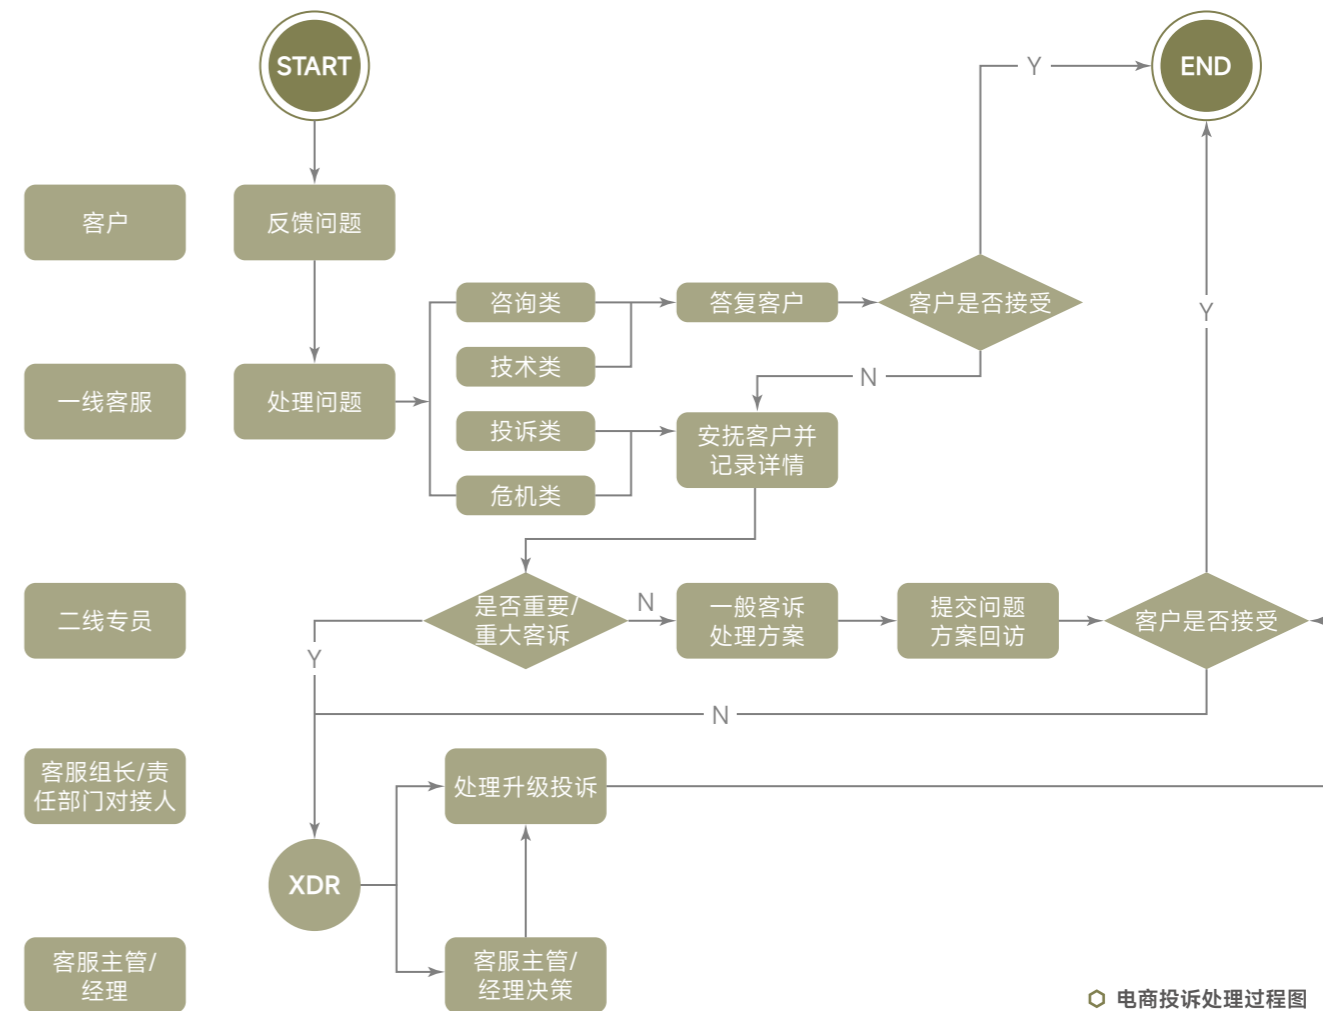 START
Y
END
客户
反馈问题
咨询类
答复客户
客户是否接受
Y
技术类
N
一线客服
处理问题
投诉类
安抚客户并
记录详情
危机类
二线专员
是否重要/
重大客诉
N
一般客诉
处理方案
提交问题
方案回访
客户是否接受
Y
N
客服组长/责
任部门对接人
处理升级投诉
XDR
客服主管/
经理
客服主管/
经理决策
电商投诉处理过程图